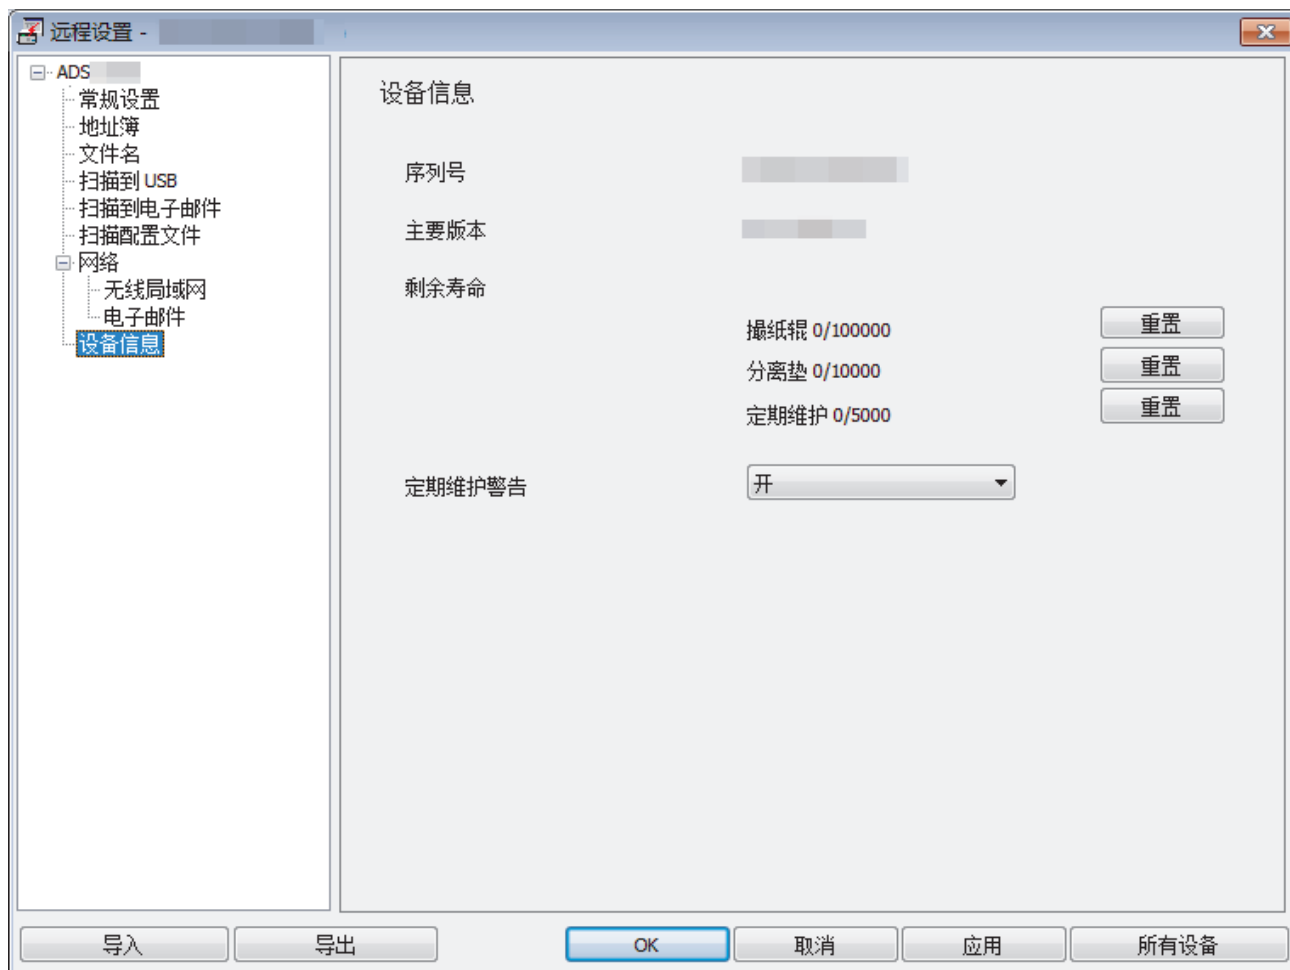 远程设置 -
ADS
常规设置
地址簿
文件名
扫描到 USB
扫描到电子邮件
扫描配置文件
网络
无线局域网
电子邮件
设备信息
设备信息
序列号
主要版本
剩余寿命
撮纸辊 0/100000
重置
分离垫 0/10000
重置
定期维护 0/5000
重置
定期维护警告
开
导入
导出
OK
取消
应用
所有设备